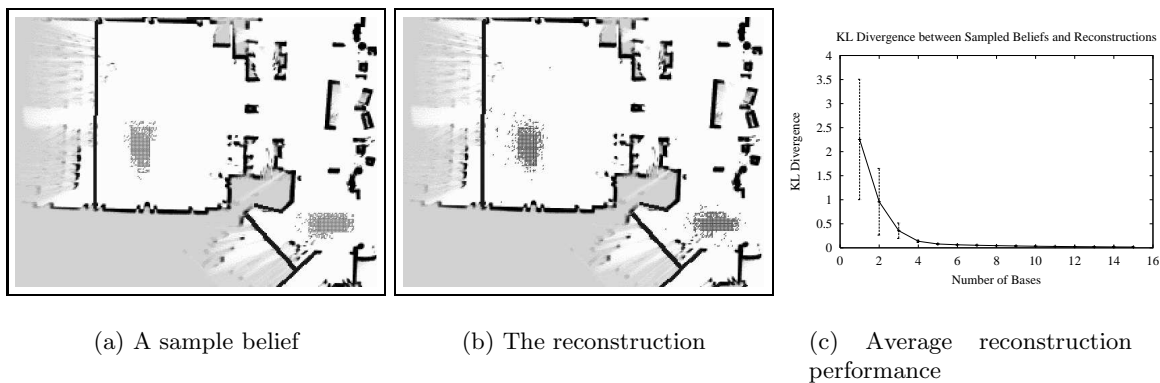 KL Divergence between Sampled Beliefs and Reconstructions
4
3.5
3
2.5
2
1.5
1
0.5
0
KL Divergence
0 2 4 6 8 10 12 14 16
Number of Bases
(a) A sample belief
(b) The reconstruction
(c) Average reconstruction
performance